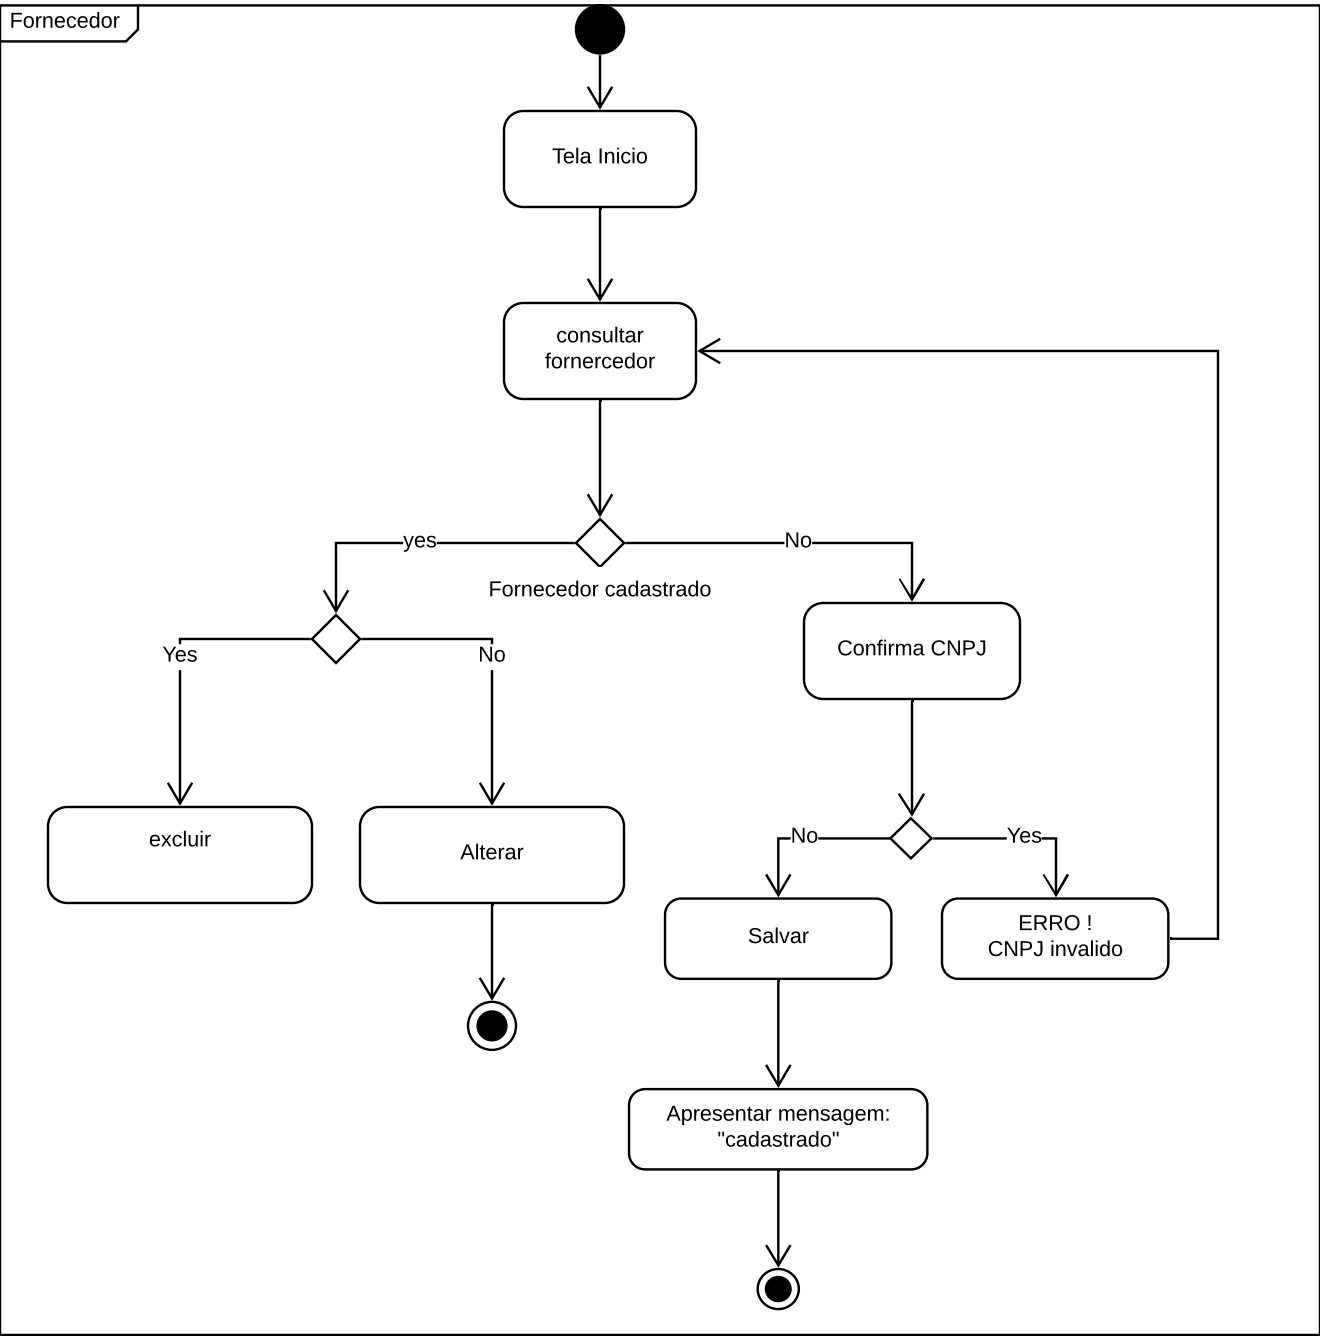 Fornecedor
Tela Inicio
consultar
fornercedor
yes
No
Fornecedor cadastrado
Yes
No
Confirma CNPJ
excluir
Alterar
No
Yes
Salvar
ERRO !
CNPJ invalido
Apresentar mensagem:
"cadastrado"